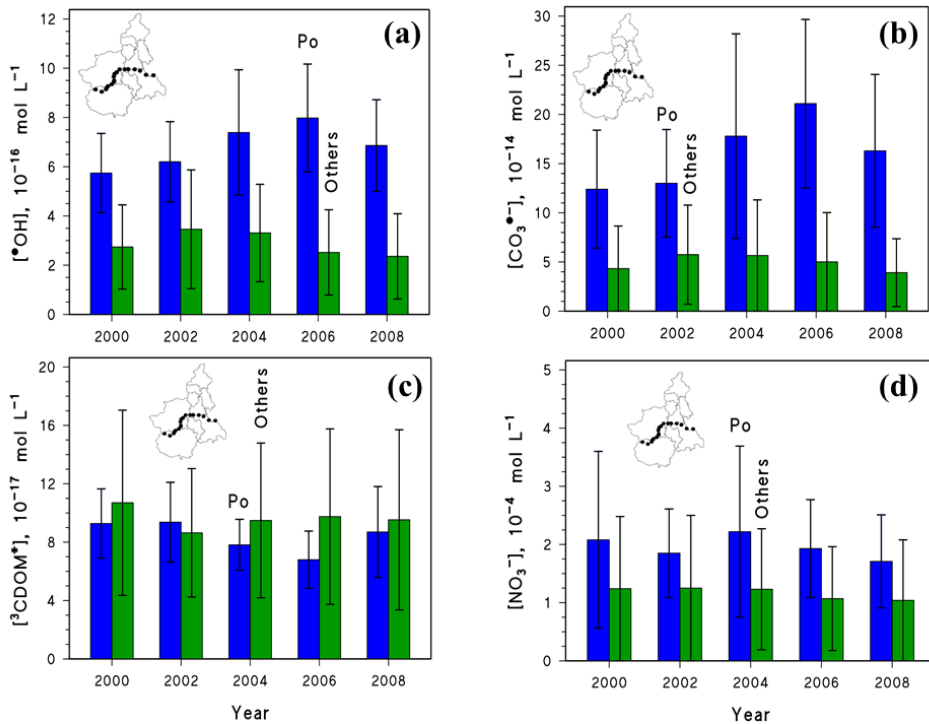 (a)
[•OH], 10⁻¹⁶ mol L⁻¹
12
10
8
6
4
2
0
Po
Others
2000 2002 2004 2006 2008
(b)
[CO₃•⁻], 10⁻¹⁴ mol L⁻¹
30
25
20
15
10
5
0
Po
Others
2000 2002 2004 2006 2008
(c)
[³CDOM*], 10⁻¹⁷ mol L⁻¹
20
16
12
8
4
0
Po
Others
2000 2002 2004 2006 2008
Year
(d)
[NO₃⁻], 10⁻⁴ mol L⁻¹
5
4
3
2
1
0
Po
Others
2000 2002 2004 2006 2008
Year